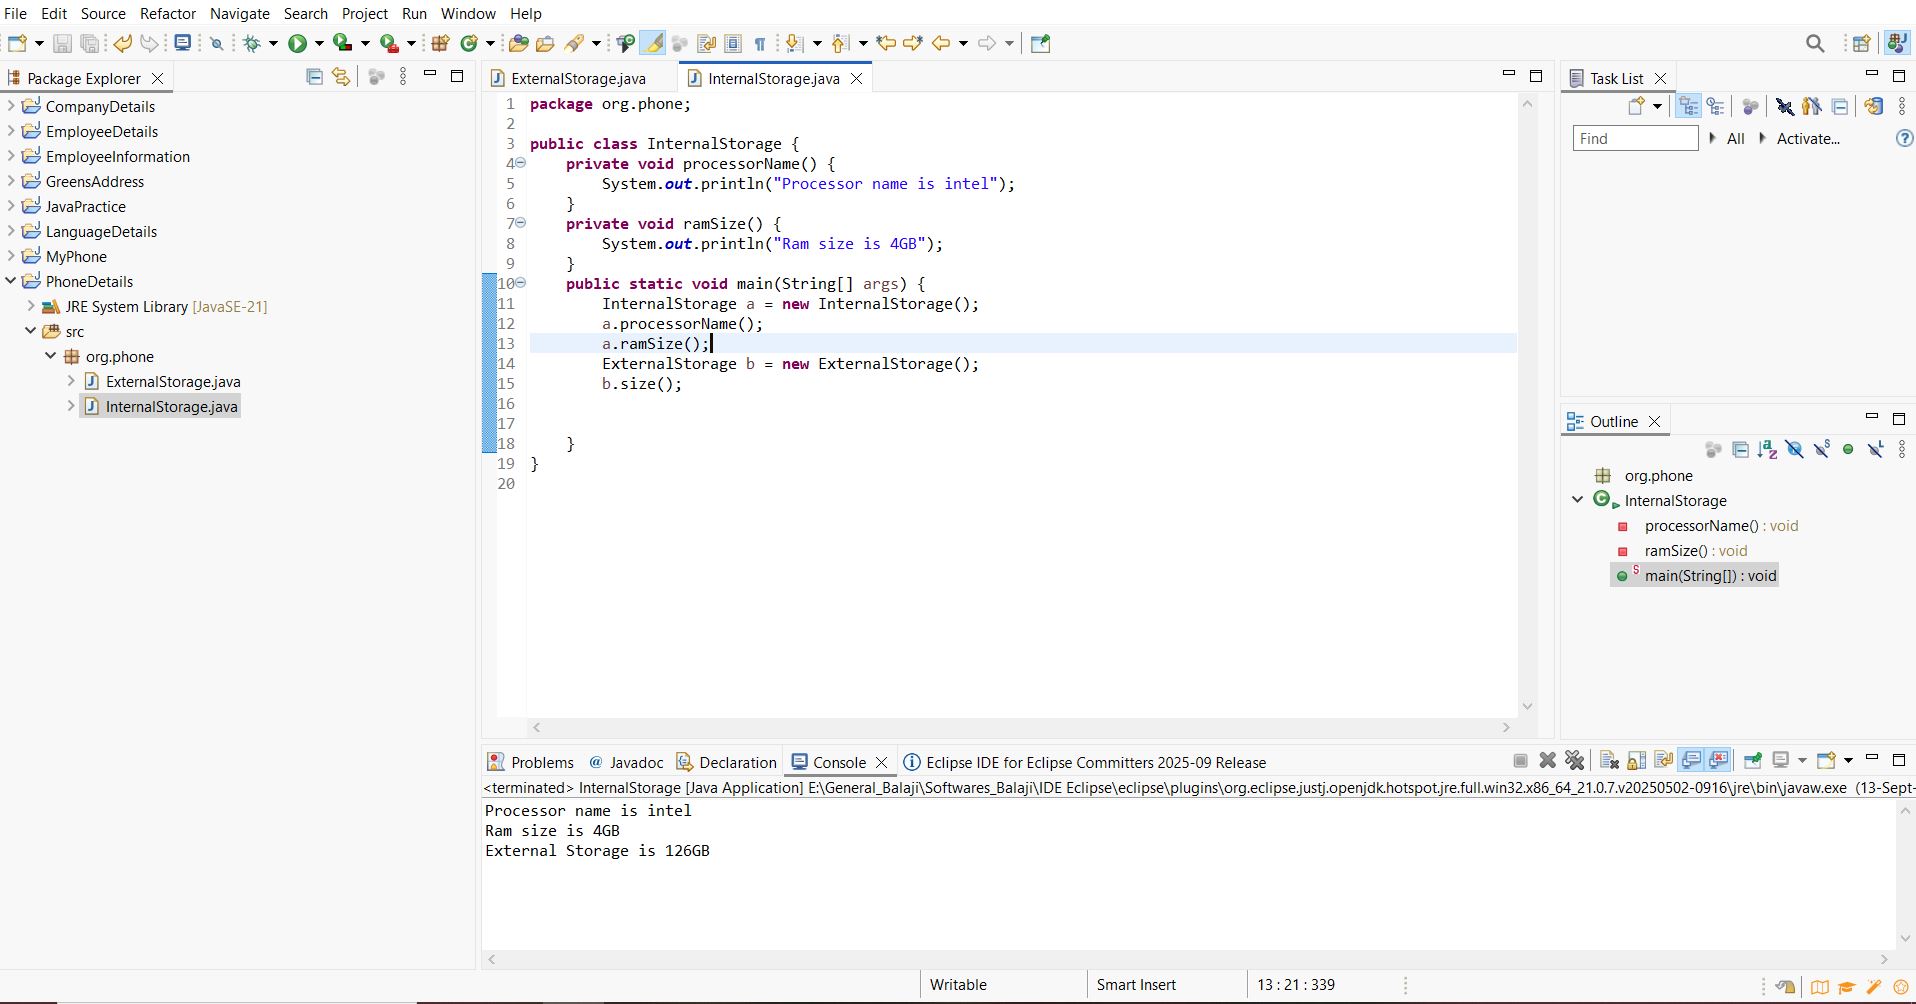 File Edit Source Refactor Navigate Search Project Run Window Help
Package Explorer
CompanyDetails
EmployeeDetails
EmployeeInformation
GreensAddress
JavaPractice
LanguageDetails
MyPhone
PhoneDetails
JRE System Library [JavaSE-21]
src
org.phone
ExternalStorage.java
InternalStorage.java
ExternalStorage.java InternalStorage.java
1 package org.phone;
2
3 public class InternalStorage {
4 private void processorName() {
5 System.out.println("Processor name is intel");
6 }
7 private void ramSize() {
8 System.out.println("Ram size is 4GB");
9 }
10 public static void main(String[] args) {
11 InternalStorage a = new InternalStorage();
12 a.processorName();
13 a.ramSize();
14 ExternalStorage b = new ExternalStorage();
15 b.size();
16
17
18 }
19 }
20
Task List
Find All Activate...
Outline
org.phone
InternalStorage
processorName() : void
ramSize() : void
main(String[]) : void
Problems Javadoc Declaration Console Eclipse IDE for Eclipse Committers 2025-09 Release
<terminated> InternalStorage [Java Application] E:\General_Balaji\Softwares_Balaji\IDE Eclipse\eclipse\plugins\org.eclipse.justj.openjdk.hotspot.jre.full.win32.x86_64_21.0.7.v20250502-0916\jre\bin\javaw.exe (13-Sept-
Processor name is intel
Ram size is 4GB
External Storage is 126GB
Writable Smart Insert 13 : 21 : 339